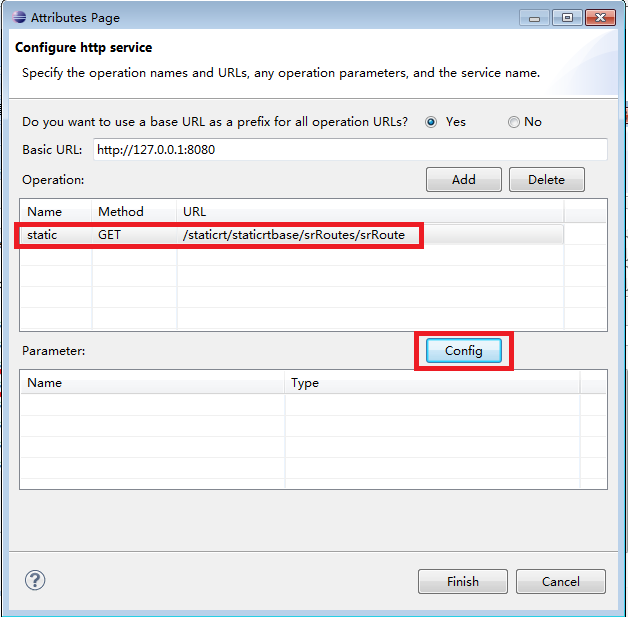 Attributes Page
Configure http service
Specify the operation names and URLs, any operation parameters, and the service name.
Do you want to use a base URL as a prefix for all operation URLs? Yes No
Basic URL: http://127.0.0.1:8080
Operation: Add Delete
Name Method URL
static GET /staticrt/staticrtbase/srRoutes/srRoute
Parameter: Config
Name Type
? Finish Cancel